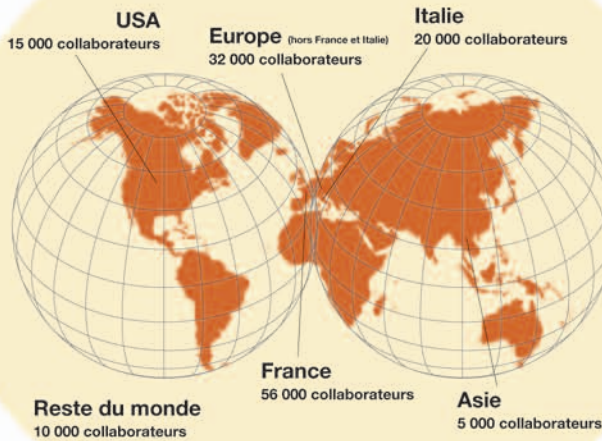 USA
15 000 collaborateurs
Europe (hors France et Italie)
32 000 collaborateurs
Italie
20 000 collaborateurs
France
56 000 collaborateurs
Asie
5 000 collaborateurs
Reste du monde
10 000 collaborateurs